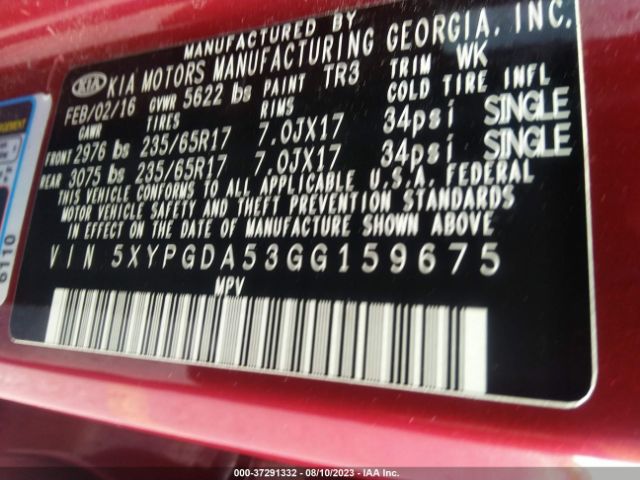 MANUFACTURED BY
KIA KIA MOTORS MANUFACTURING GEORGIA, INC.
FEB/02/16 GVWR 5622 lbs PAINT TR3 TRIM WK
GAWR TIRES RIMS COLD TIRE INFL
FRONT 2976 lbs 235/65R17 7.0JX17 34psi SINGLE
REAR 3075 lbs 235/65R17 7.0JX17 34psi SINGLE
THIS VEHICLE CONFORMS TO ALL APPLICABLE U.S.A. FEDERAL
MOTOR VEHICLE SAFETY AND THEFT PREVENTION STANDARDS
IN EFFECT ON THE DATE OF MANUFACTURE SHOWN ABOVE
VIN 5XYPGDA53GG159675
MPV
6110
000-37291332 - 08/10/2023 - IAA Inc.